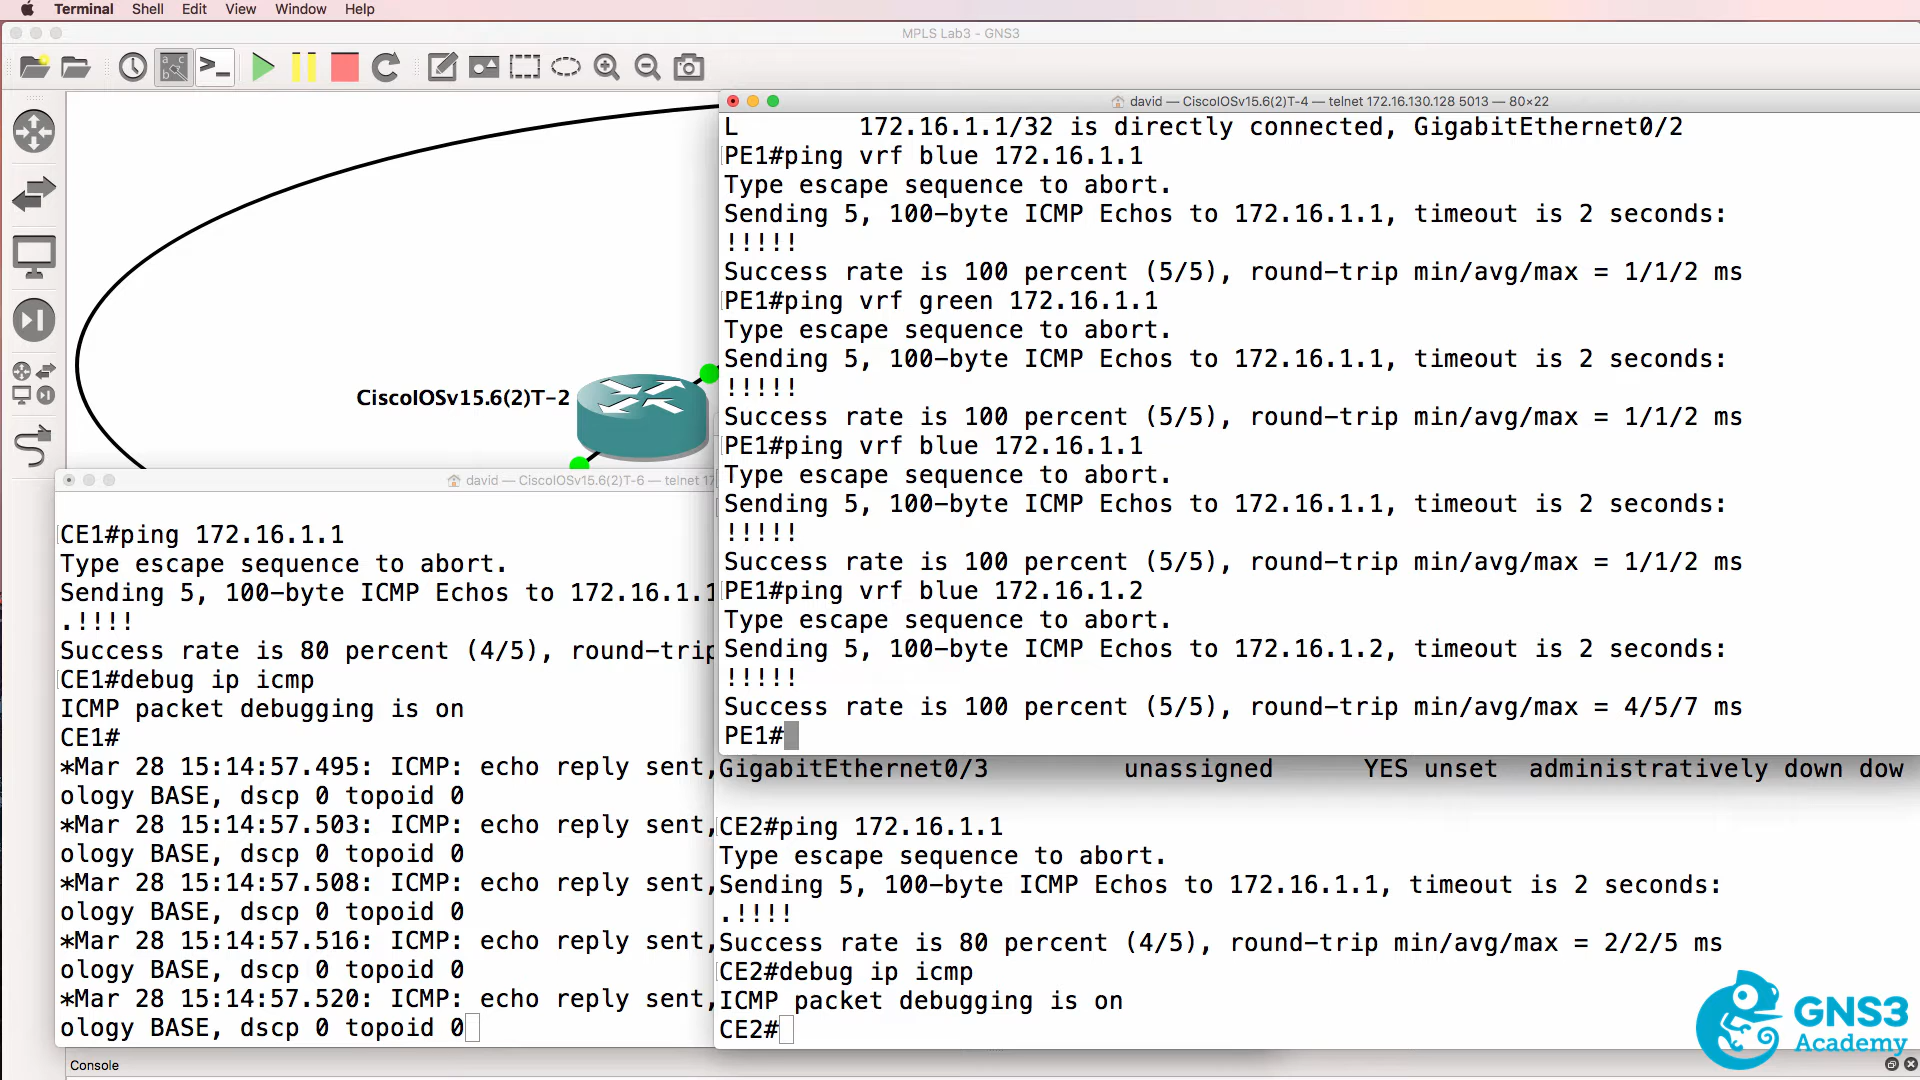 Terminal Shell Edit View Window Help
MPLS Lab3 - GNS3
CiscoIOSv15.6(2)T-2
david — CiscoIOSv15.6(2)T-4 — telnet 172.16.130.128 5013 — 80×22
L        172.16.1.1/32 is directly connected, GigabitEthernet0/2
PE1#ping vrf blue 172.16.1.1
Type escape sequence to abort.
Sending 5, 100-byte ICMP Echos to 172.16.1.1, timeout is 2 seconds:
!!!!!
Success rate is 100 percent (5/5), round-trip min/avg/max = 1/1/2 ms
PE1#ping vrf green 172.16.1.1
Type escape sequence to abort.
Sending 5, 100-byte ICMP Echos to 172.16.1.1, timeout is 2 seconds:
!!!!!
Success rate is 100 percent (5/5), round-trip min/avg/max = 1/1/2 ms
PE1#ping vrf blue 172.16.1.1
Type escape sequence to abort.
Sending 5, 100-byte ICMP Echos to 172.16.1.1, timeout is 2 seconds:
!!!!!
Success rate is 100 percent (5/5), round-trip min/avg/max = 1/1/2 ms
PE1#ping vrf blue 172.16.1.2
Type escape sequence to abort.
Sending 5, 100-byte ICMP Echos to 172.16.1.2, timeout is 2 seconds:
!!!!!
Success rate is 100 percent (5/5), round-trip min/avg/max = 4/5/7 ms
PE1#
david — CiscoIOSv15.6(2)T-6 — telnet 17
CE1#ping 172.16.1.1
Type escape sequence to abort.
Sending 5, 100-byte ICMP Echos to 172.16.1.1
.!!!!
Success rate is 80 percent (4/5), round-trip
CE1#debug ip icmp
ICMP packet debugging is on
CE1#
*Mar 28 15:14:57.495: ICMP: echo reply sent,
ology BASE, dscp 0 topoid 0
*Mar 28 15:14:57.503: ICMP: echo reply sent,
ology BASE, dscp 0 topoid 0
*Mar 28 15:14:57.508: ICMP: echo reply sent,
ology BASE, dscp 0 topoid 0
*Mar 28 15:14:57.516: ICMP: echo reply sent,
ology BASE, dscp 0 topoid 0
*Mar 28 15:14:57.520: ICMP: echo reply sent,
ology BASE, dscp 0 topoid 0
GigabitEthernet0/3         unassigned      YES unset  administratively down dow
CE2#ping 172.16.1.1
Type escape sequence to abort.
Sending 5, 100-byte ICMP Echos to 172.16.1.1, timeout is 2 seconds:
.!!!!
Success rate is 80 percent (4/5), round-trip min/avg/max = 2/2/5 ms
CE2#debug ip icmp
ICMP packet debugging is on
CE2#
GNS3
Academy
Console